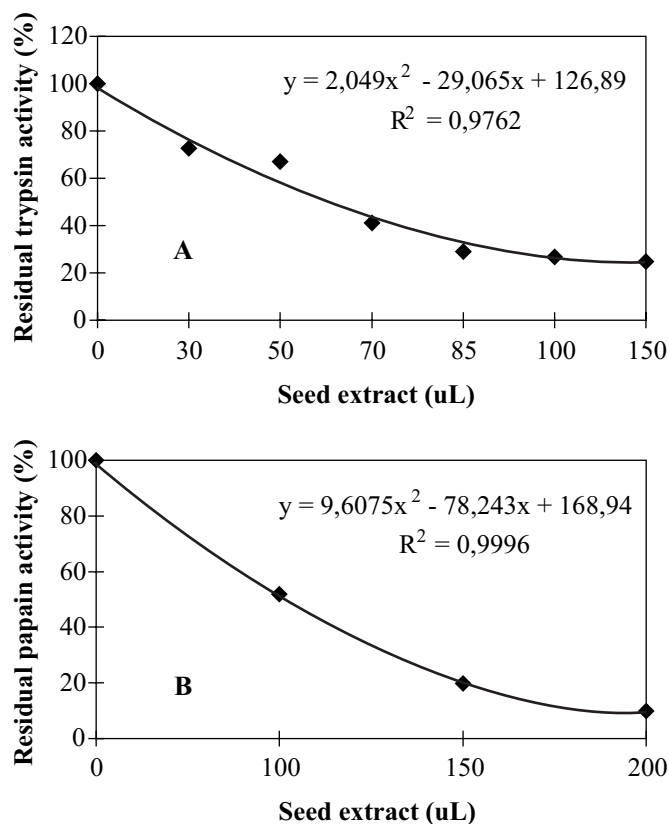 120
100
80
60
40
20
0
Residual trypsin activity (%)
y = 2,049x² - 29,065x + 126,89
R² = 0,9762
A
0 30 50 70 85 100 150
Seed extract (uL)
100
80
60
40
20
0
Residual papain activity (%)
y = 9,6075x² - 78,243x + 168,94
R² = 0,9996
B
0 100 150 200
Seed extract (uL)